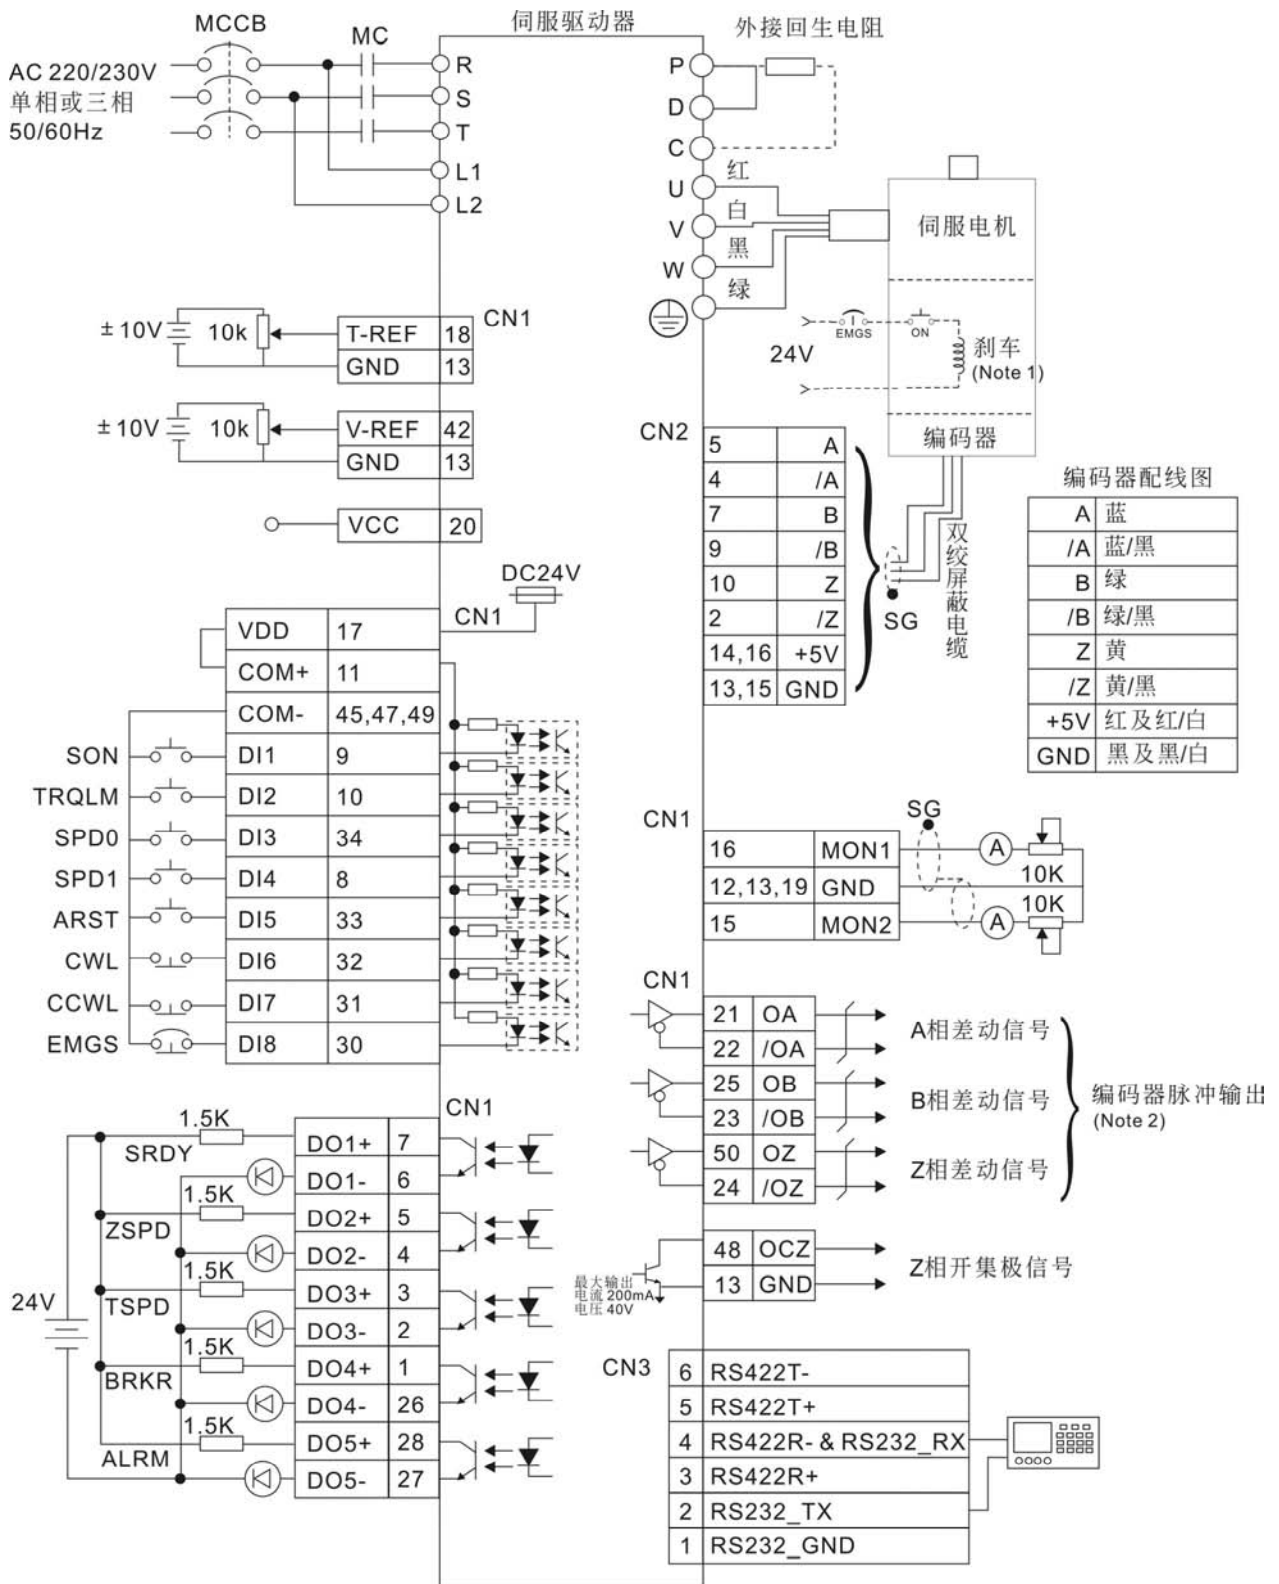 伺服驱动器
MCCB
MC
AC 220/230V
单相或三相
50/60Hz
R
S
T
L1
L2
外接回生电阻
P
D
C
U
V
W
红
白
黑
绿
伺服电机
EMGS
ON
24V
刹车
(Note 1)
编码器
CN1
±10V
10k
T-REF 18
GND 13
±10V
10k
V-REF 42
GND 13
VCC 20
DC24V
CN1
VDD 17
COM+ 11
COM- 45,47,49
SON DI1 9
TRQLM DI2 10
SPD0 DI3 34
SPD1 DI4 8
ARST DI5 33
CWL DI6 32
CCWL DI7 31
EMGS DI8 30
CN1
24V
1.5K
SRDY
DO1+ 7
DO1- 6
1.5K
ZSPD
DO2+ 5
DO2- 4
1.5K
TSPD
DO3+ 3
DO3- 2
1.5K
BRKR
DO4+ 1
DO4- 26
1.5K
ALRM
DO5+ 28
DO5- 27
CN2
5 A
4 /A
7 B
9 /B
10 Z
2 /Z
14,16 +5V
13,15 GND
SG
双绞屏蔽电缆
编码器配线图
A 蓝
/A 蓝/黑
B 绿
/B 绿/黑
Z 黄
/Z 黄/黑
+5V 红及红/白
GND 黑及黑/白
CN1
16 MON1
12,13,19 GND
15 MON2
SG
A
10K
10K
A
CN1
21 OA
22 /OA
A相差动信号
25 OB
23 /OB
B相差动信号
50 OZ
24 /OZ
Z相差动信号
编码器脉冲输出
(Note 2)
48 OCZ
13 GND
Z相开集极信号
最大输出
电流 200mA
电压 40V
CN3
6 RS422T-
5 RS422T+
4 RS422R- & RS232_RX
3 RS422R+
2 RS232_TX
1 RS232_GND